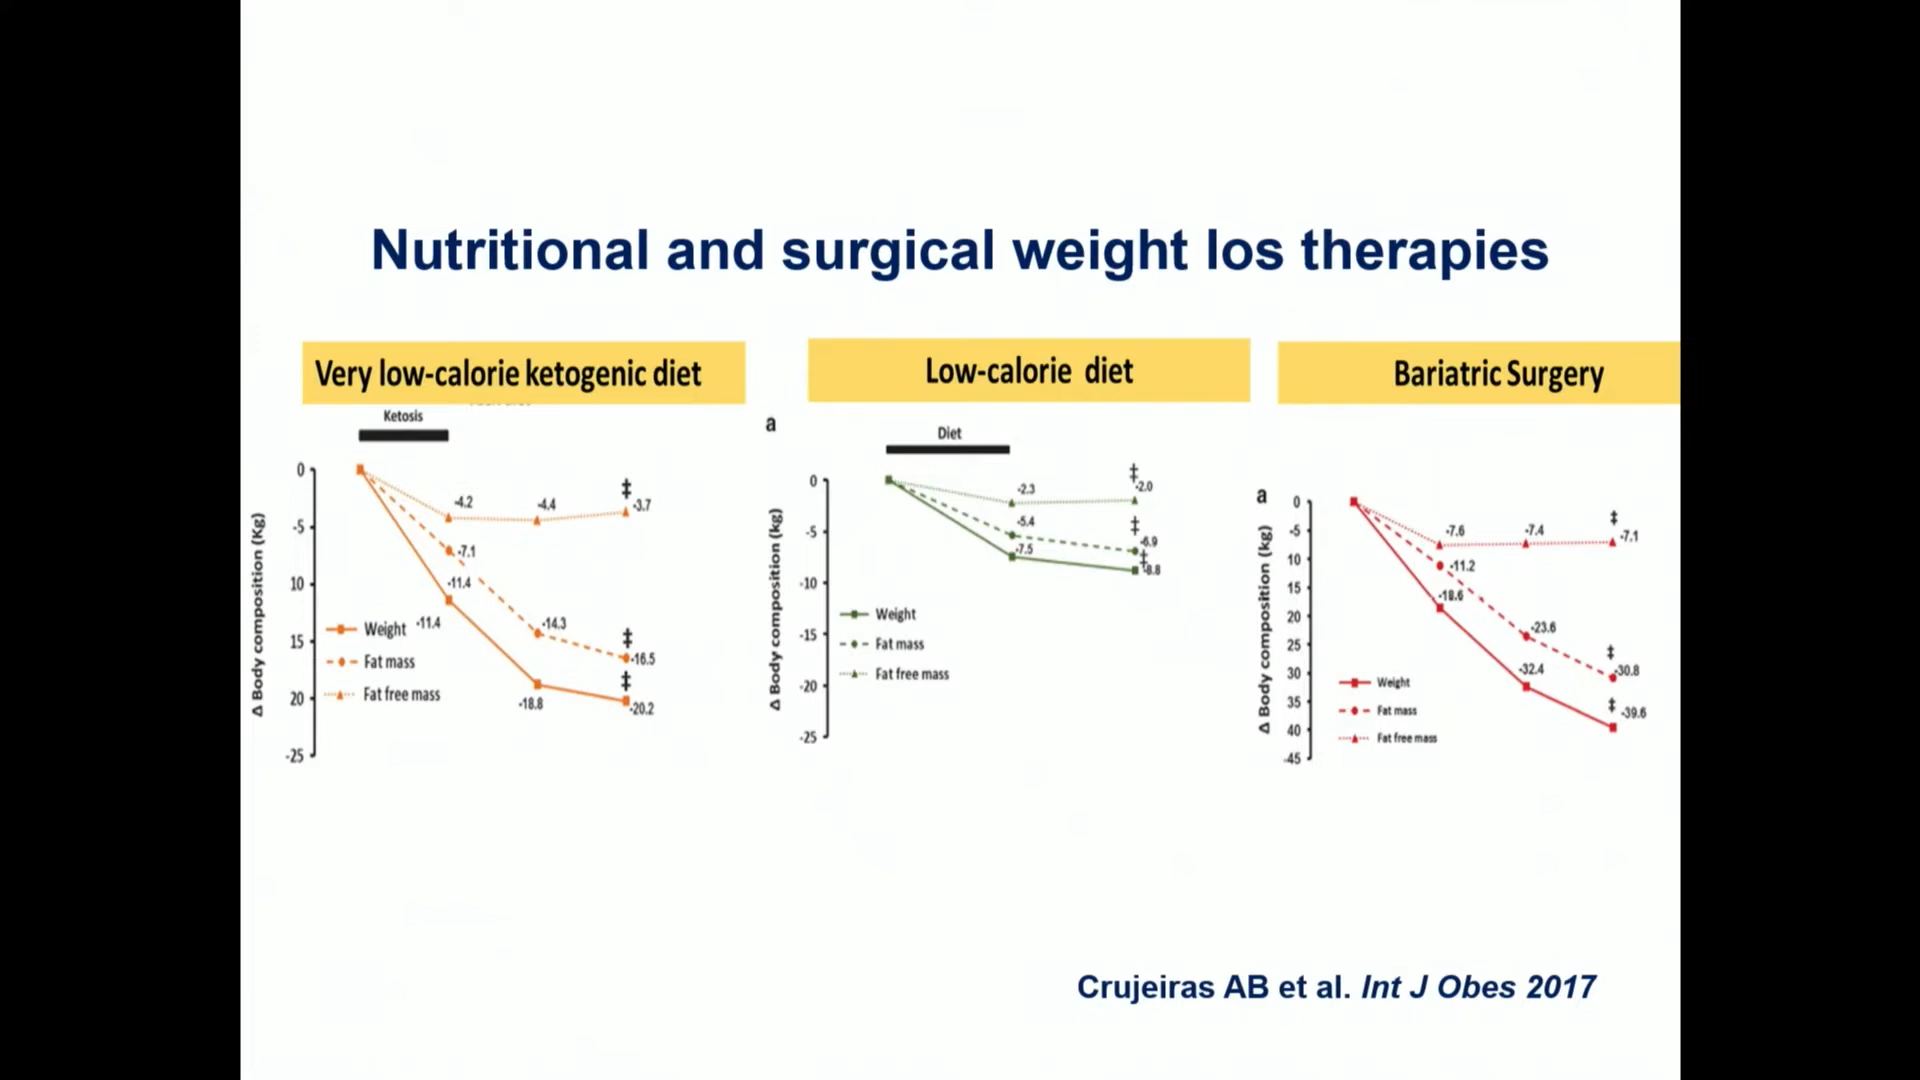 Nutritional and surgical weight los therapies
Very low-calorie ketogenic diet
Ketosis
Δ Body composition (Kg)
0
-5
10
15
20
-25
-4.2
-4.4
‡
-3.7
-7.1
-11.4
-11.4
-14.3
‡
-16.5
‡
-18.8
-20.2
Weight
Fat mass
Fat free mass
Low-calorie diet
a
Diet
Δ Body composition (kg)
0
-5
-10
-15
-20
-25
‡
-2.3
-2.0
‡
-5.4
-6.9
-7.5
‡
-8.8
Weight
Fat mass
Fat free mass
Bariatric Surgery
a
Δ Body composition (kg)
0
-5
10
15
20
25
30
35
40
-45
‡
-7.6
-7.4
-7.1
-11.2
-18.6
-23.6
‡
-32.4
-30.8
‡
-39.6
Weight
Fat mass
Fat free mass
Crujeiras AB et al. Int J Obes 2017